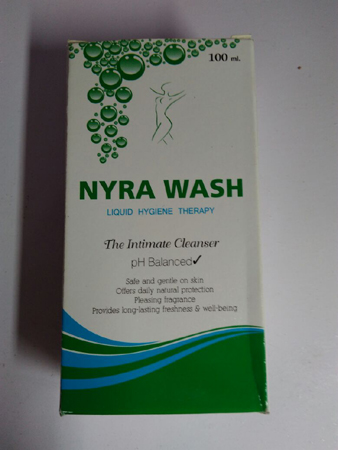 100 ml.
NYRA WASH
LIQUID HYGIENE THERAPY
The Intimate Cleanser
pH Balanced✓
Safe and gentle on skin
Offers daily natural protection
Pleasing fragrance
Provides long-lasting freshness & well-being